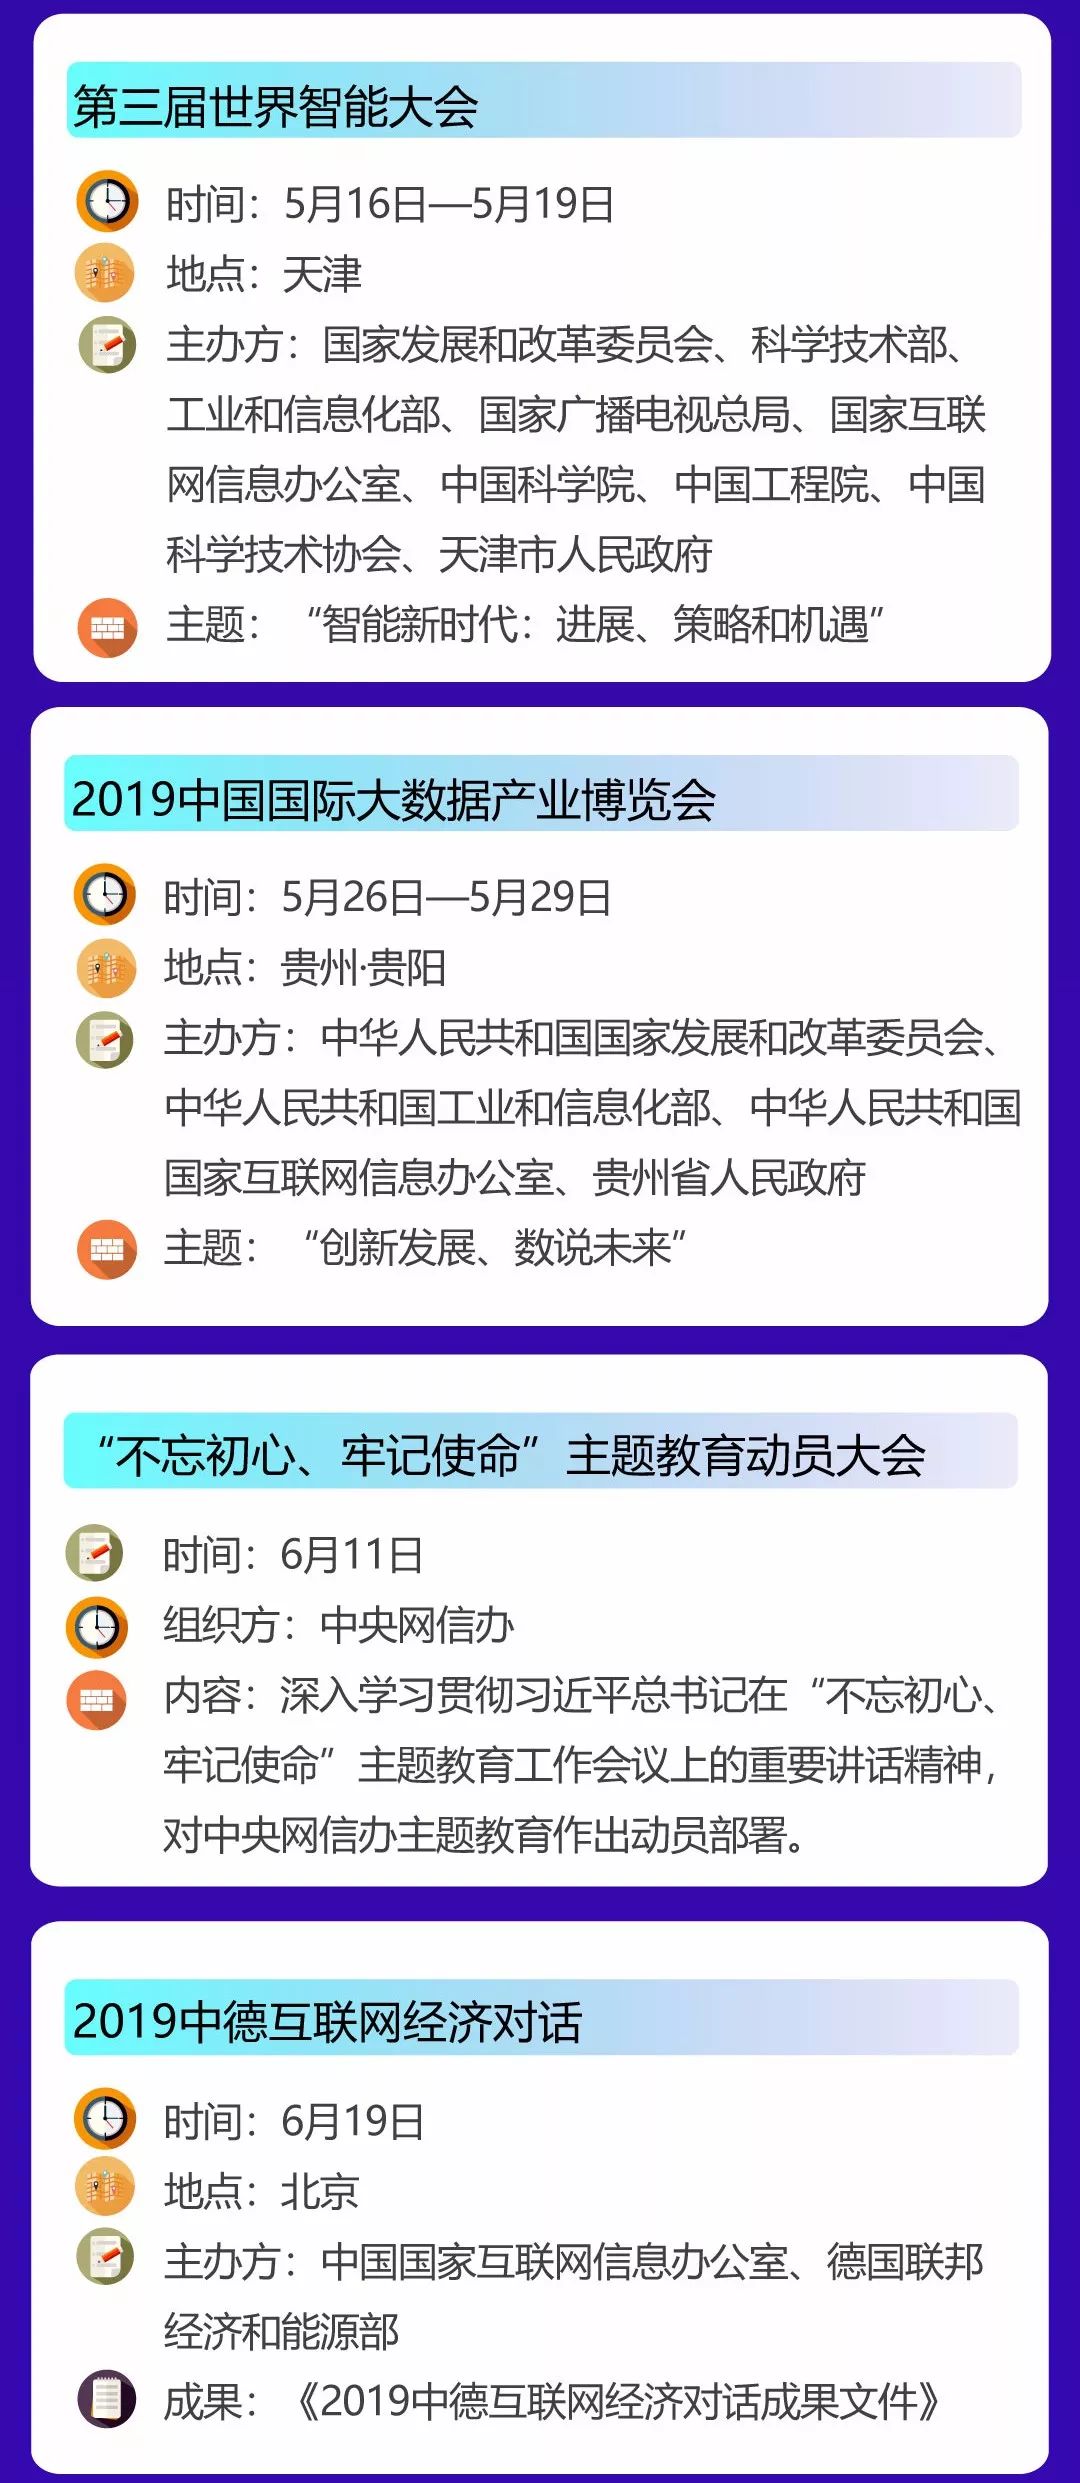 第三届世界智能大会
时间：5月16日—5月19日
地点：天津
主办方：国家发展和改革委员会、科学技术部、
工业和信息化部、国家广播电视总局、国家互联
网信息办公室、中国科学院、中国工程院、中国
科学技术协会、天津市人民政府
主题：“智能新时代：进展、策略和机遇”
2019中国国际大数据产业博览会
时间：5月26日—5月29日
地点：贵州·贵阳
主办方：中华人民共和国国家发展和改革委员会、
中华人民共和国工业和信息化部、中华人民共和国
国家互联网信息办公室、贵州省人民政府
主题：“创新发展、数说未来”
“不忘初心、牢记使命”主题教育动员大会
时间：6月11日
组织方：中央网信办
内容：深入学习贯彻习近平总书记在“不忘初心、
牢记使命”主题教育工作会议上的重要讲话精神，
对中央网信办主题教育作出动员部署。
2019中德互联网经济对话
时间：6月19日
地点：北京
主办方：中国国家互联网信息办公室、德国联邦
经济和能源部
成果：《2019中德互联网经济对话成果文件》